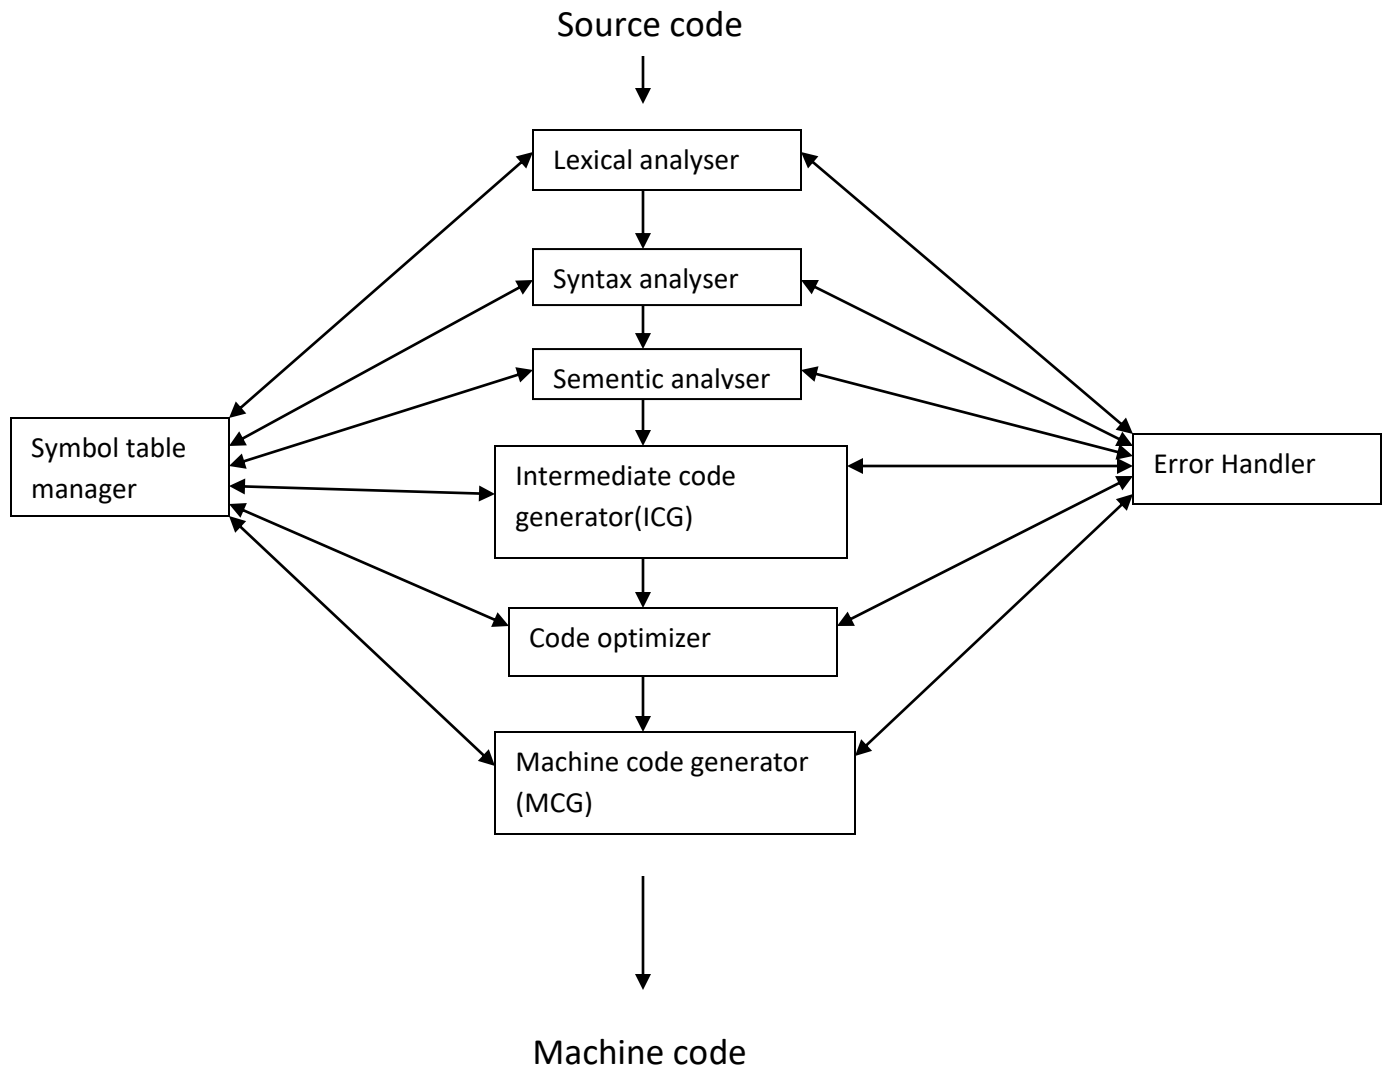 Source code
Lexical analyser
Syntax analyser
Sementic analyser
Symbol table
manager
Intermediate code
generator(ICG)
Error Handler
Code optimizer
Machine code generator
(MCG)
Machine code